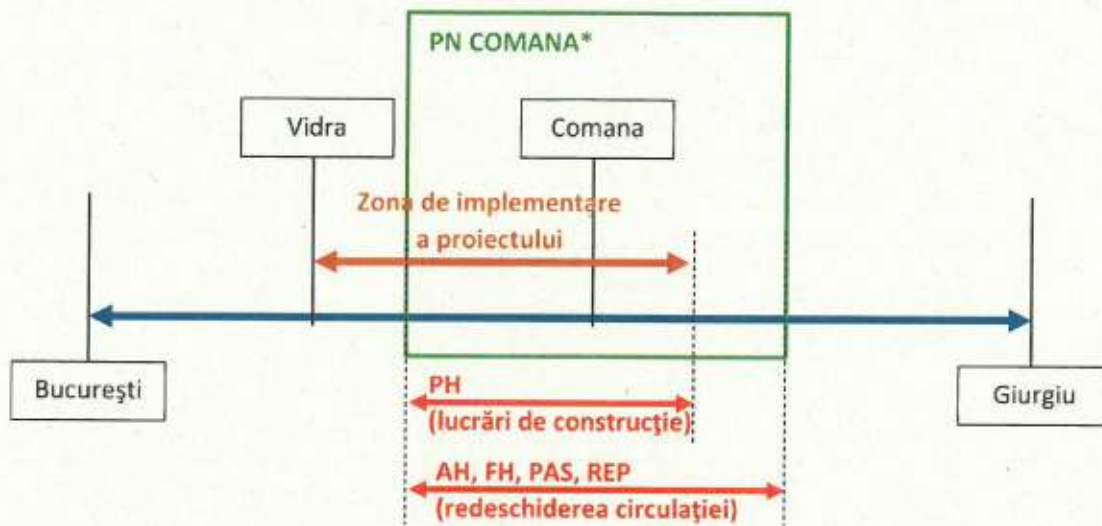 PN COMANA*
Vidra
Comana
Zona de implementare
a proiectului
București
Giurgiu
PH
(lucrări de construcţie)
AH, FH, PAS, REP
(redeschiderea circulaţiei)